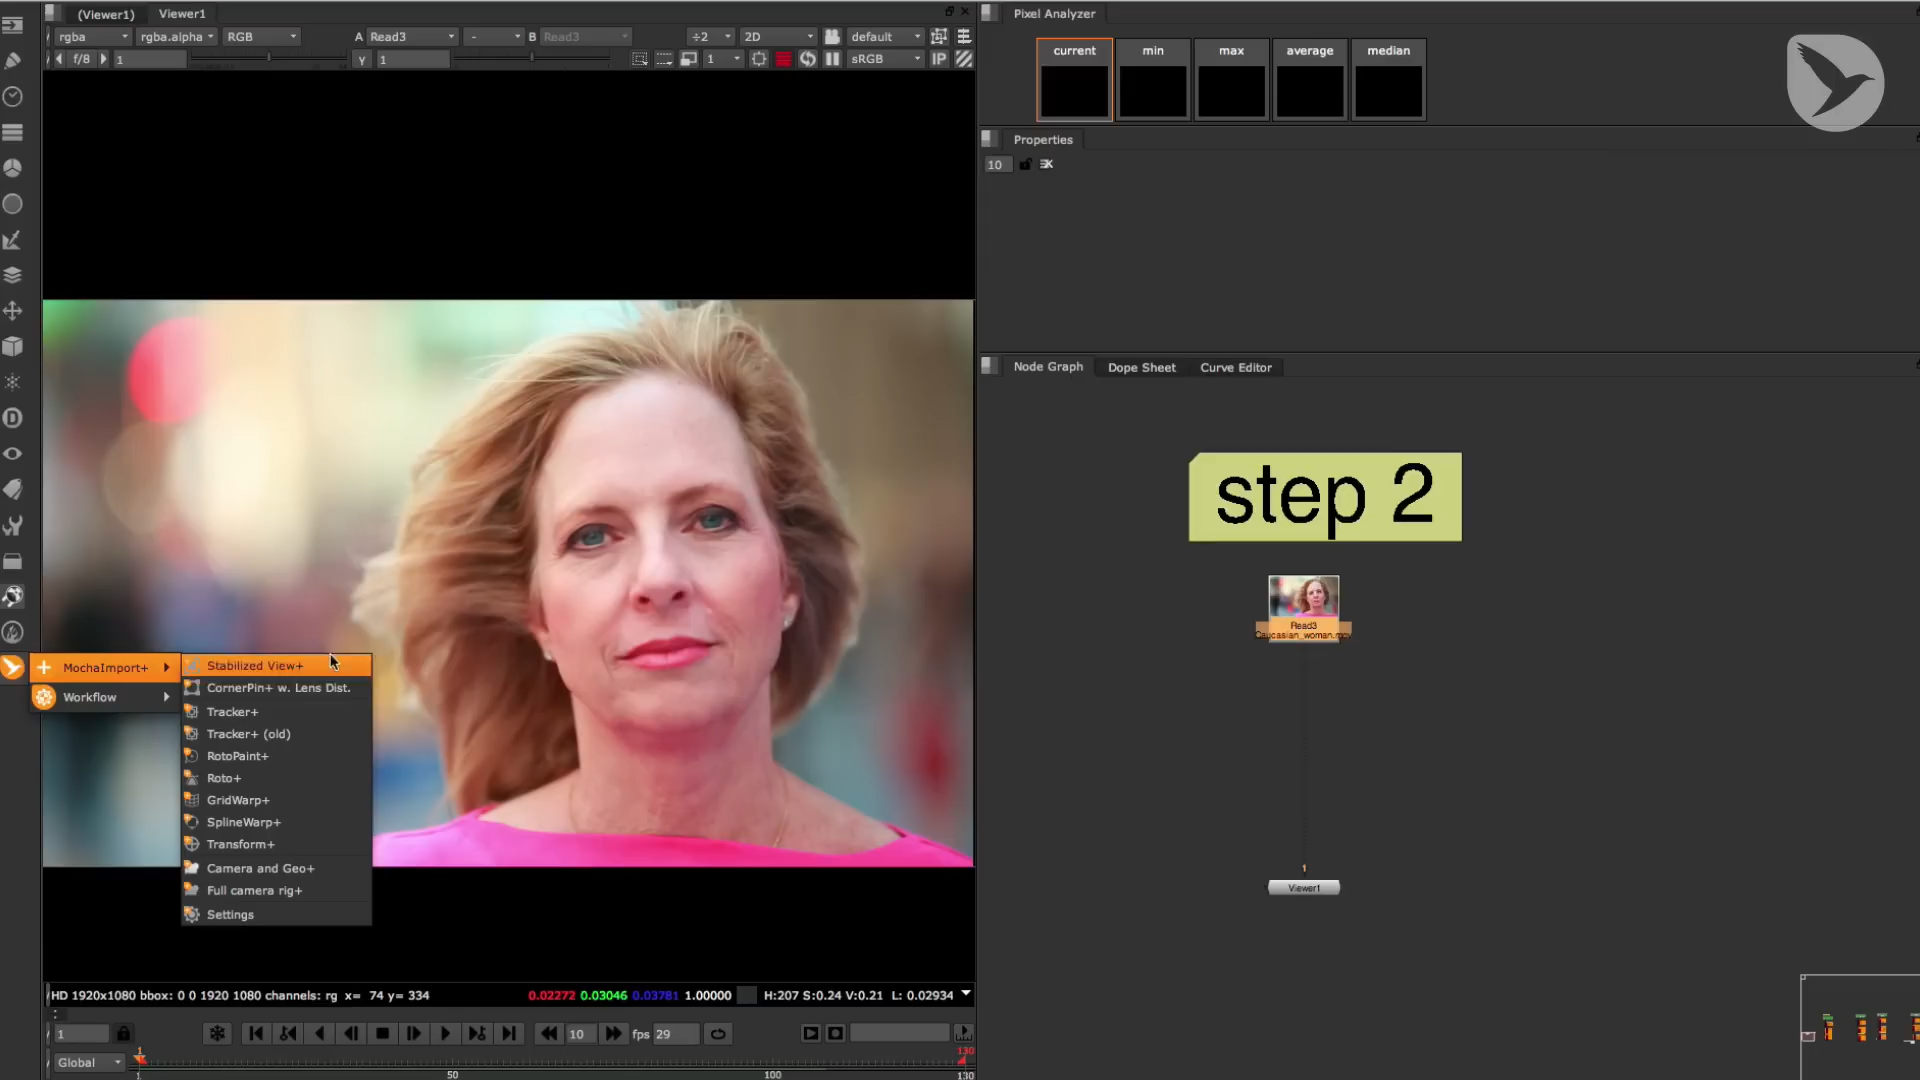 (Viewer1) Viewer1
rgba rgba.alpha RGB A Read3 - B Read3 ÷2 2D default
f/8 1 Y 1 1 sRGB IP
Pixel Analyzer
current min max average median
Properties
10
Node Graph Dope Sheet Curve Editor
step 2
Read3
Caucasian_woman.mov
Viewer1
MochaImport+
Workflow
Stabilized View+
CornerPin+ w. Lens Dist.
Tracker+
Tracker+ (old)
RotoPaint+
Roto+
GridWarp+
SplineWarp+
Transform+
Camera and Geo+
Full camera rig+
Settings
HD 1920x1080 bbox: 0 0 1920 1080 channels: rg x= 74 y= 334 0.02272 0.03046 0.03781 1.00000 H:207 S:0.24 V:0.21 L: 0.02934
1 10 fps 29
Global 1 1 50 100 130 130